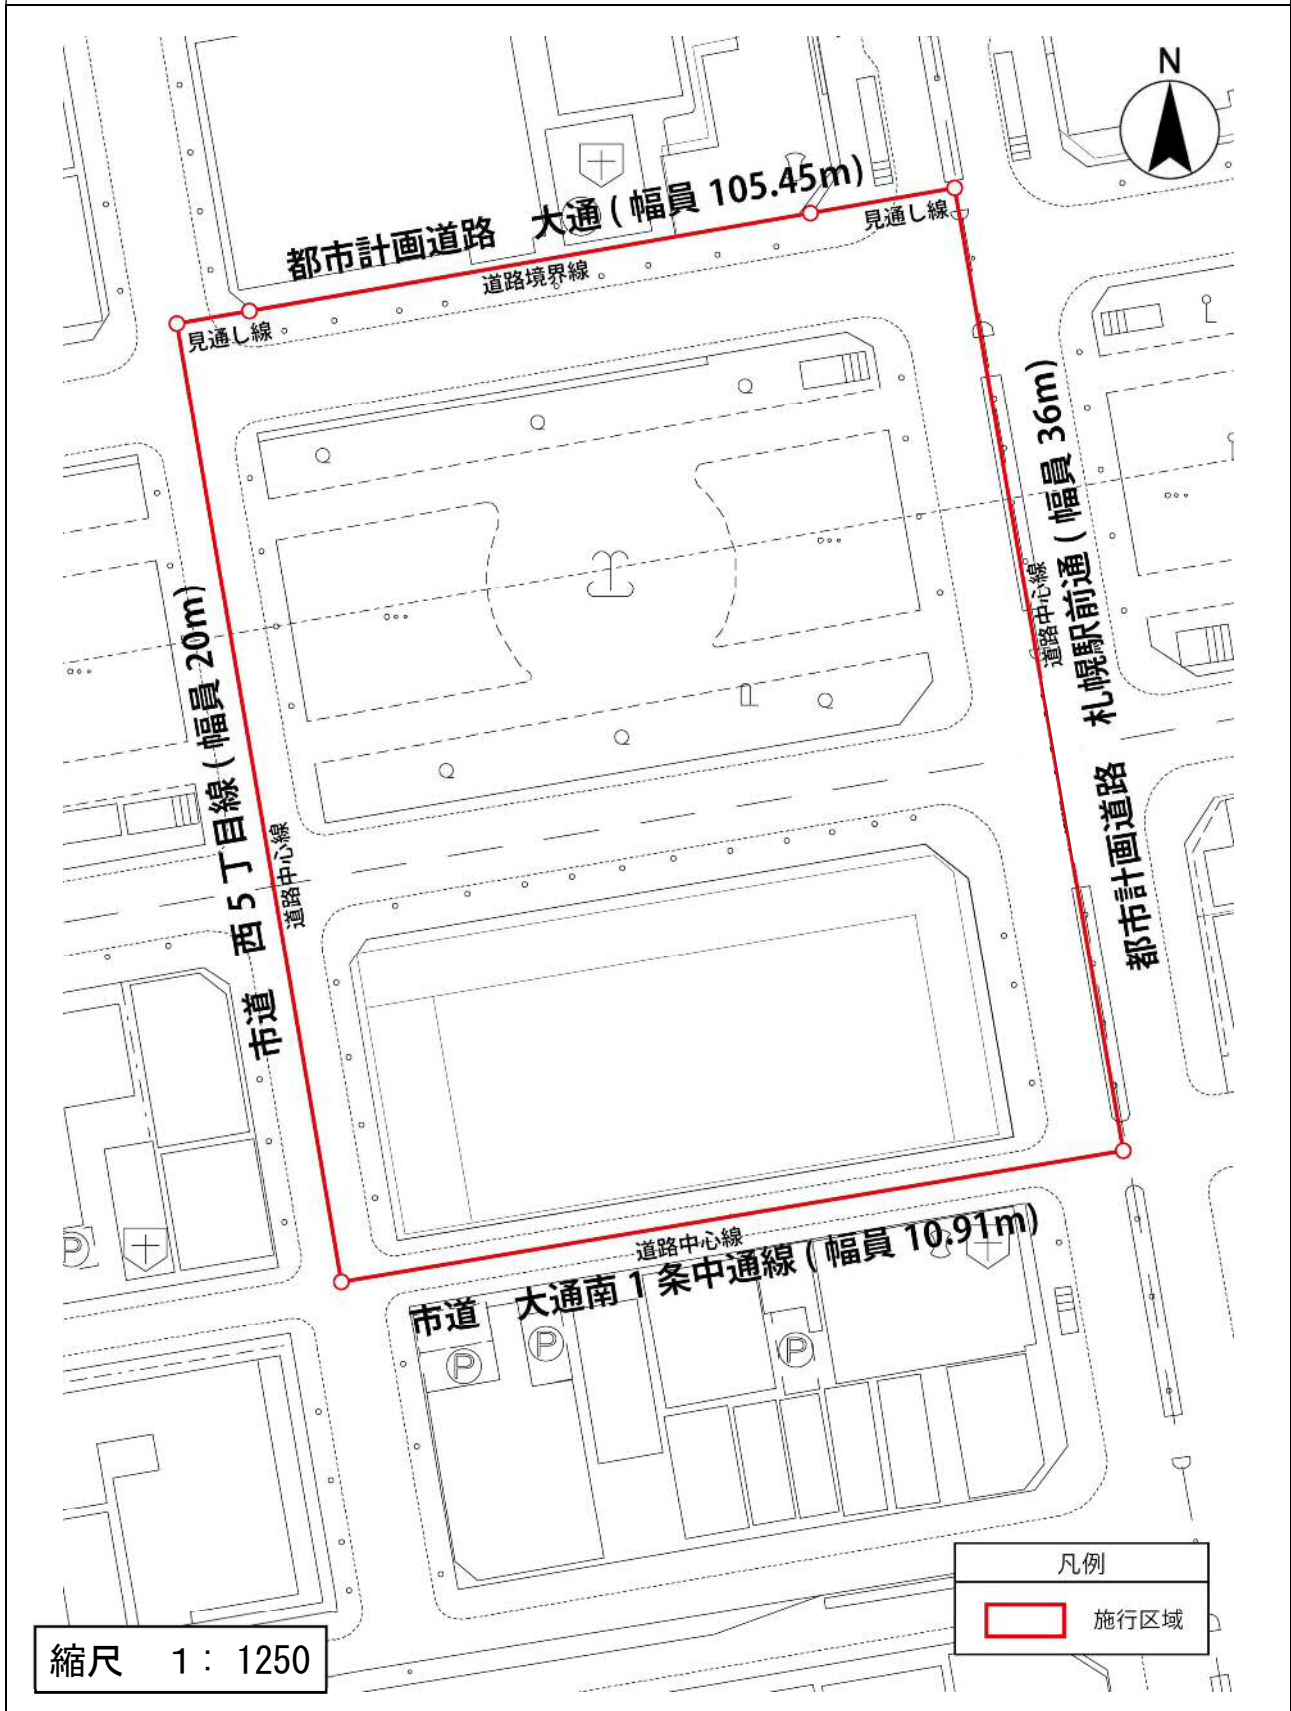 N
都市計画道路　大通 ( 幅員 105.45m)
見通し線
道路境界線
見通し線
都市計画道路　札幌駅前通 ( 幅員 36m)
道路中心線
市道　西 5 丁目線 ( 幅員 20m)
道路中心線
道路中心線
市道　大通南 1 条中通線 ( 幅員 10.91m)
P
P
P
P
凡例
施行区域
縮尺　1： 1250